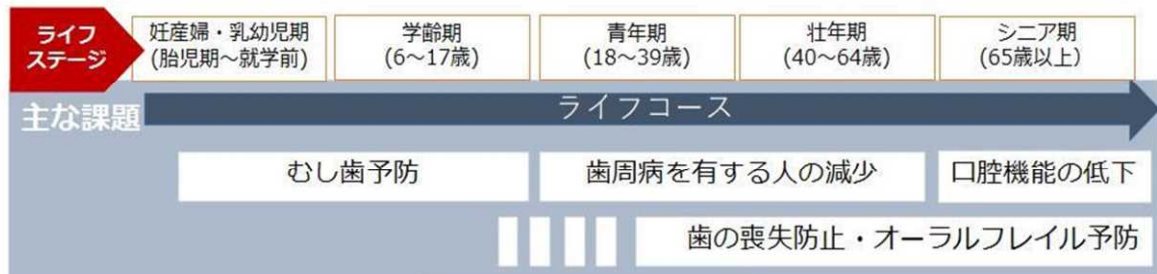 ライフ
ステージ
妊産婦・乳幼児期
(胎児期～就学前)
学齢期
(6～17歳)
青年期
(18～39歳)
壮年期
(40～64歳)
シニア期
(65歳以上)
主な課題
ライフコース
むし歯予防
歯周病を有する人の減少
口腔機能の低下
歯の喪失防止・オーラルフレイル予防